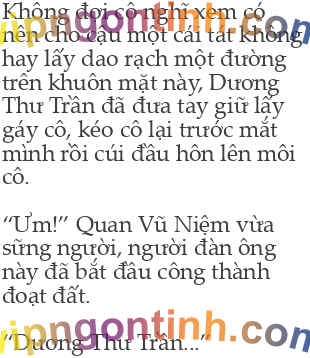 Không đợi cô nghĩ xem có
nên cho cậu một cái tát không
hay lấy dao rạch một đường
trên khuôn mặt này, Dương
Thư Trần đã đưa tay giữ lấy
gáy cô, kéo cô lại trước mắt
mình rồi cúi đầu hôn lên môi
cô.
“Ưm!” Quan Vũ Niệm vừa
sững người, người đàn ông
này đã bắt đầu công thành
đoạt đất.
“Dương Thư Trần...”
vipngontinh.com
vipngontinh.com